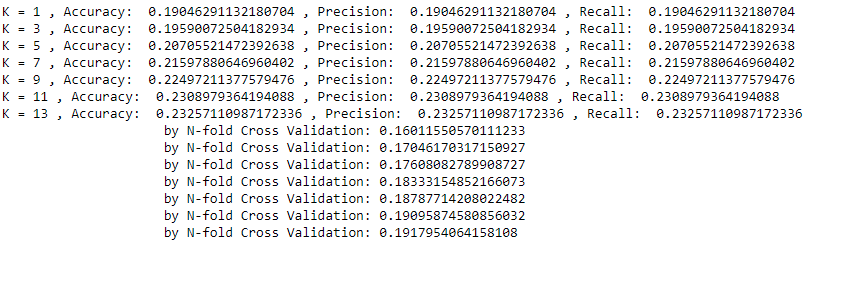 K = 1 , Accuracy:  0.19046291132180704 , Precision:  0.19046291132180704 , Recall:  0.19046291132180704
K = 3 , Accuracy:  0.19590072504182934 , Precision:  0.19590072504182934 , Recall:  0.19590072504182934
K = 5 , Accuracy:  0.20705521472392638 , Precision:  0.20705521472392638 , Recall:  0.20705521472392638
K = 7 , Accuracy:  0.21597880646960402 , Precision:  0.21597880646960402 , Recall:  0.21597880646960402
K = 9 , Accuracy:  0.22497211377579476 , Precision:  0.22497211377579476 , Recall:  0.22497211377579476
K = 11 , Accuracy:  0.2308979364194088 , Precision:  0.2308979364194088 , Recall:  0.2308979364194088
K = 13 , Accuracy:  0.23257110987172336 , Precision:  0.23257110987172336 , Recall:  0.23257110987172336
by N-fold Cross Validation: 0.16011550570111233
by N-fold Cross Validation: 0.17046170317150927
by N-fold Cross Validation: 0.17608082789908727
by N-fold Cross Validation: 0.18333154852166073
by N-fold Cross Validation: 0.18787714208022482
by N-fold Cross Validation: 0.19095874580856032
by N-fold Cross Validation: 0.1917954064158108